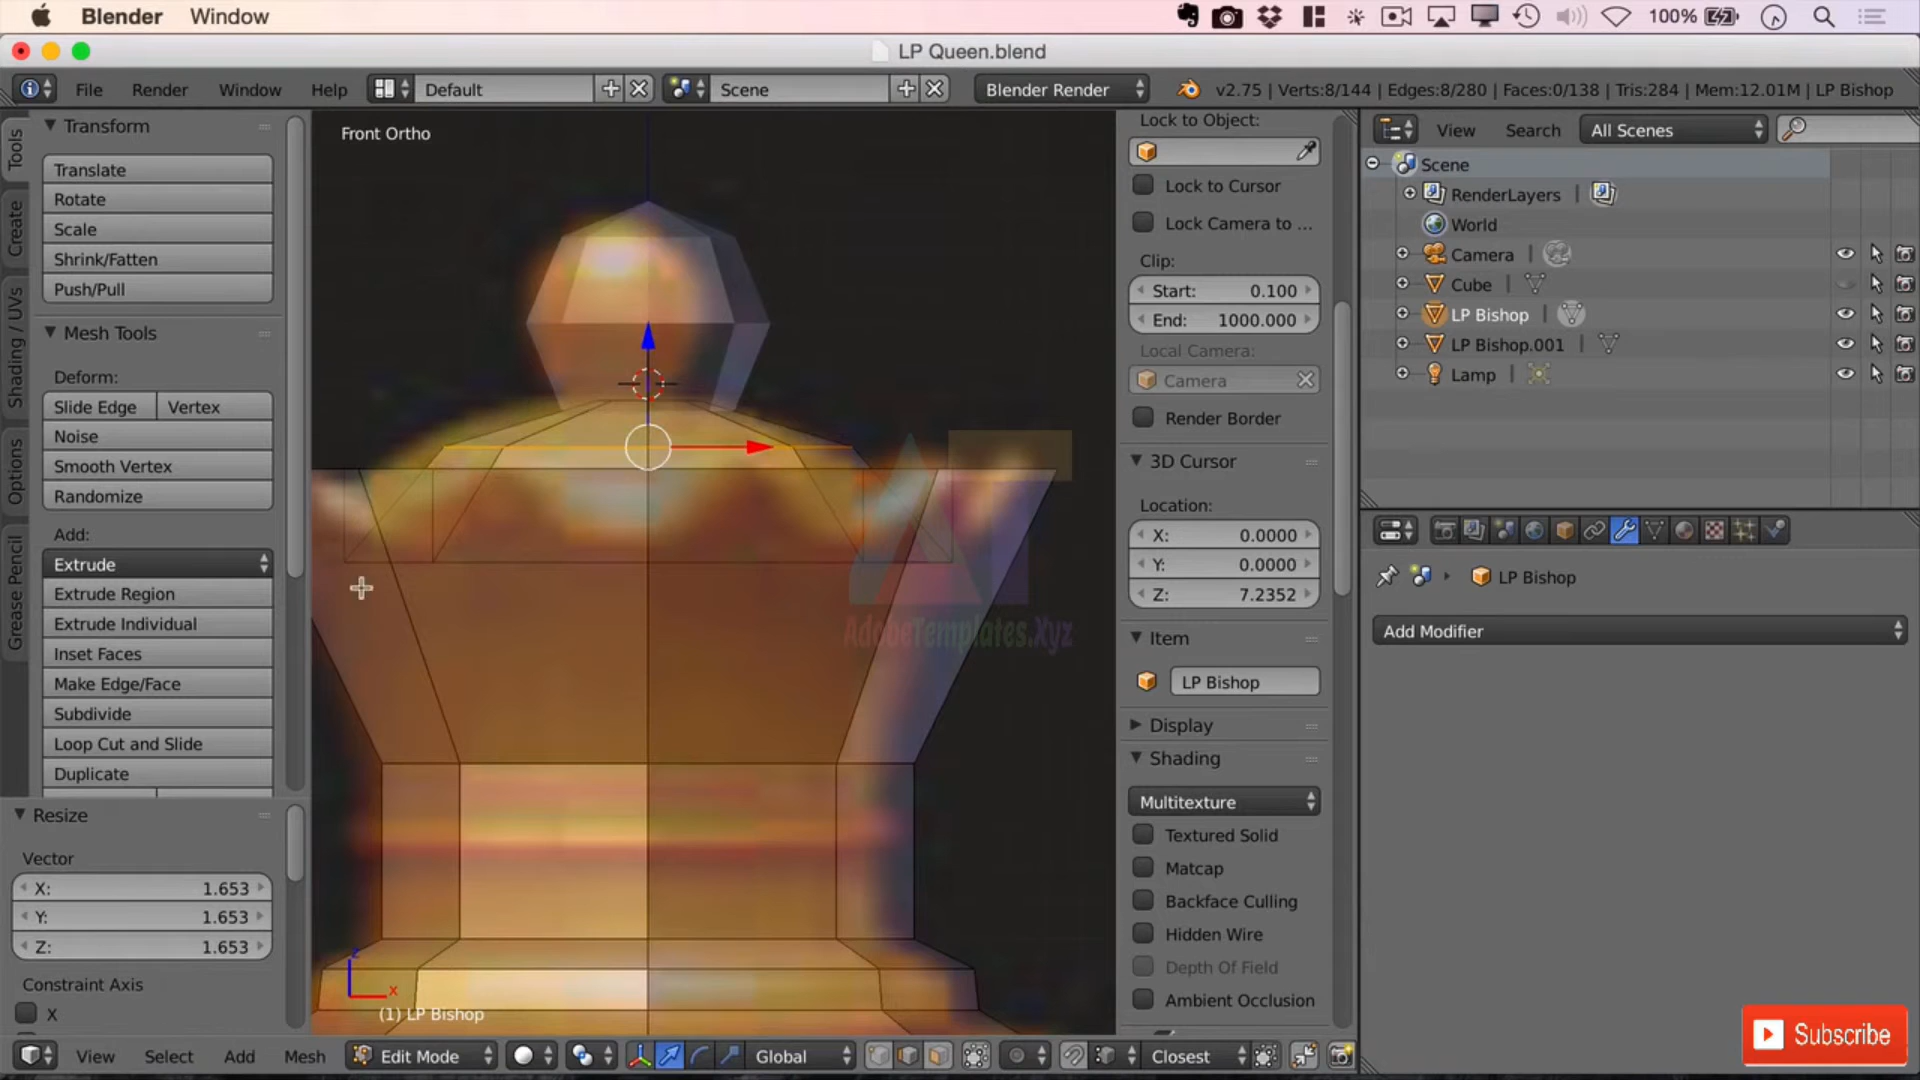 Blender Window 100%
LP Queen.blend
File Render Window Help Default Scene Blender Render v2.75 | Verts:8/144 | Edges:8/280 | Faces:0/138 | Tris:284 | Mem:12.01M | LP Bishop
Tools
Create
Shading / UVs
Options
Grease Pencil
Transform
Translate
Rotate
Scale
Shrink/Fatten
Push/Pull
Mesh Tools
Deform:
Slide Edge Vertex
Noise
Smooth Vertex
Randomize
Add:
Extrude
Extrude Region
Extrude Individual
Inset Faces
Make Edge/Face
Subdivide
Loop Cut and Slide
Duplicate
Resize
Vector
X: 1.653
Y: 1.653
Z: 1.653
Constraint Axis
X
Front Ortho
AdobeTemplates.Xyz
z
x
(1) LP Bishop
Lock to Object:
Lock to Cursor
Lock Camera to ...
Clip:
Start: 0.100
End: 1000.000
Local Camera:
Camera
Render Border
3D Cursor
Location:
X: 0.0000
Y: 0.0000
Z: 7.2352
Item
LP Bishop
Display
Shading
Multitexture
Textured Solid
Matcap
Backface Culling
Hidden Wire
Depth Of Field
Ambient Occlusion
View Search All Scenes
Scene
RenderLayers |
World
Camera |
Cube |
LP Bishop |
LP Bishop.001 |
Lamp |
LP Bishop
Add Modifier
Subscribe
View Select Add Mesh Edit Mode Global Closest